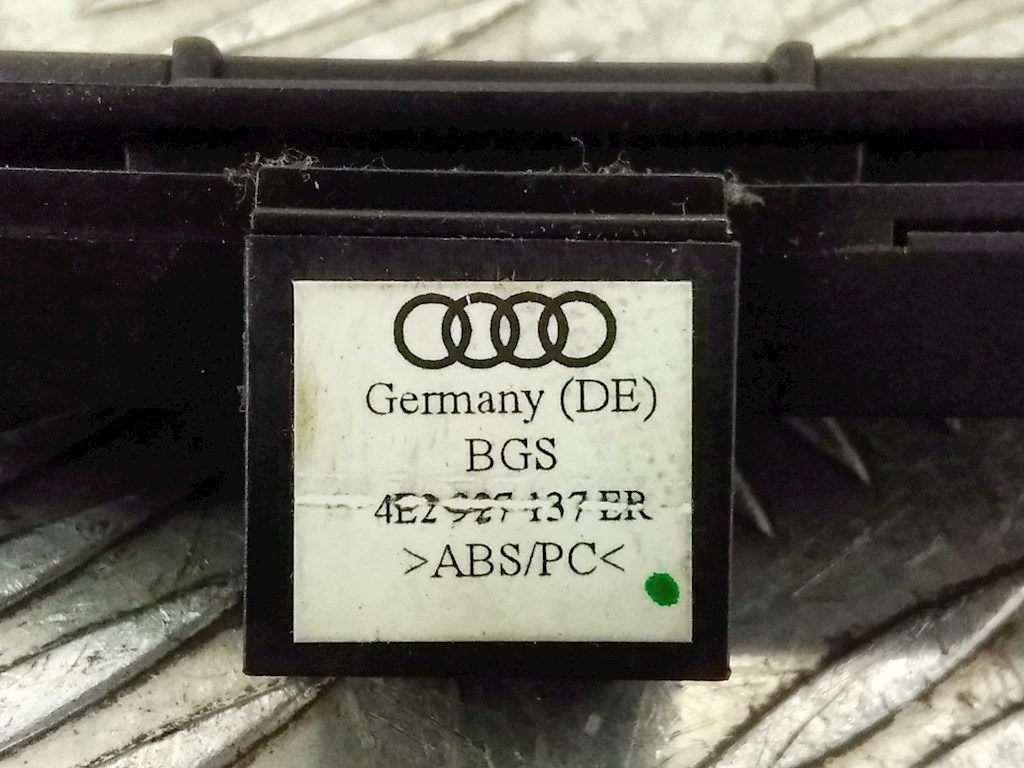 Germany (DE)
BGS
4E2 927 137 ER
>ABS/PC<